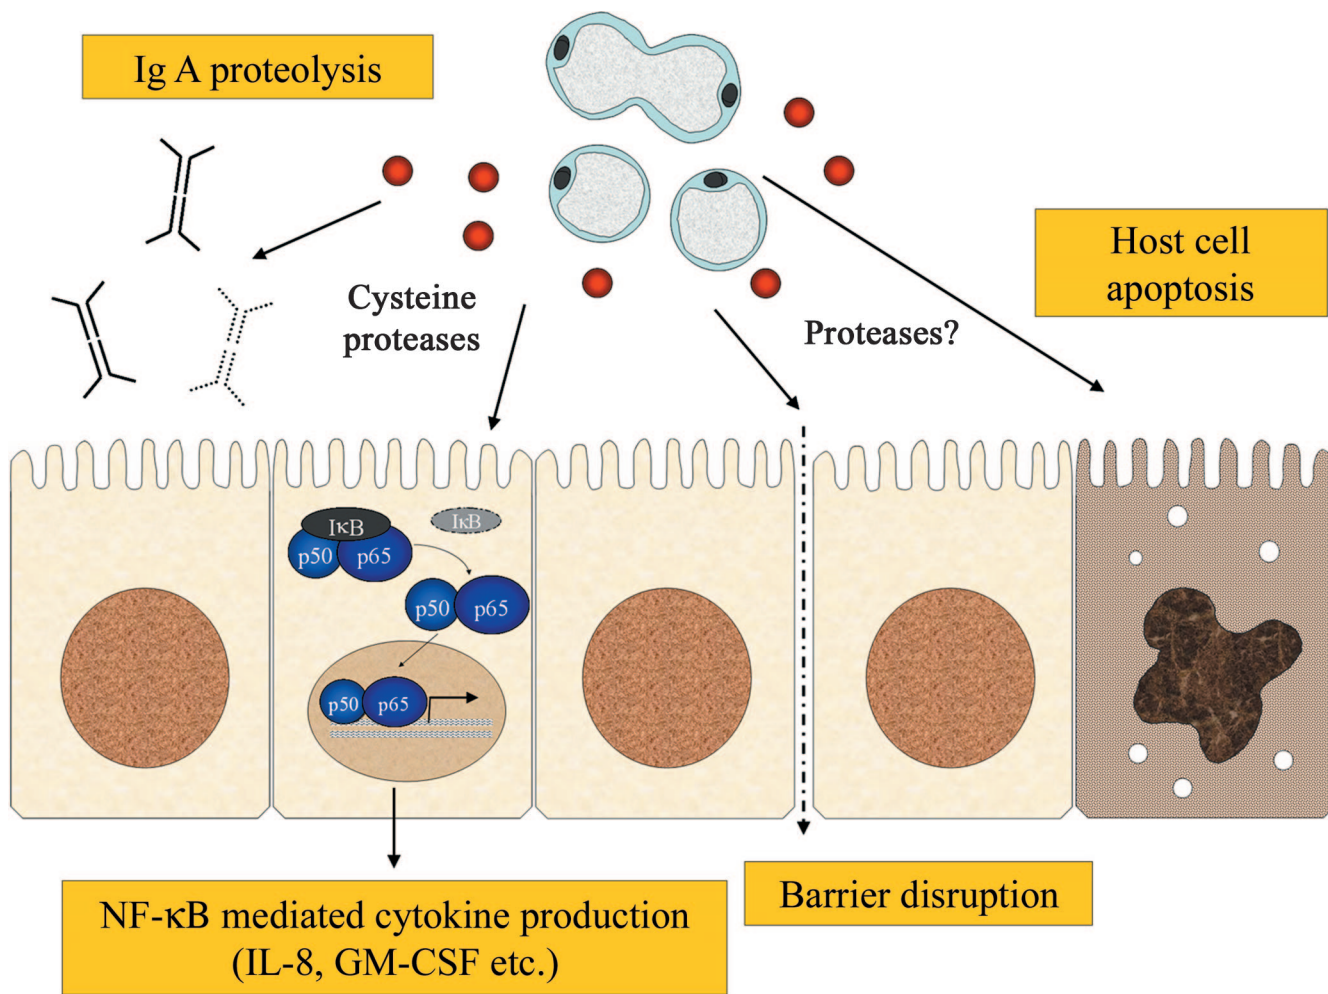 Ig A proteolysis
Host cell
apoptosis
Cysteine
proteases
Proteases?
IκB
IκB
p50
p65
p50
p65
p50
p65
Barrier disruption
NF-κB mediated cytokine production
(IL-8, GM-CSF etc.)